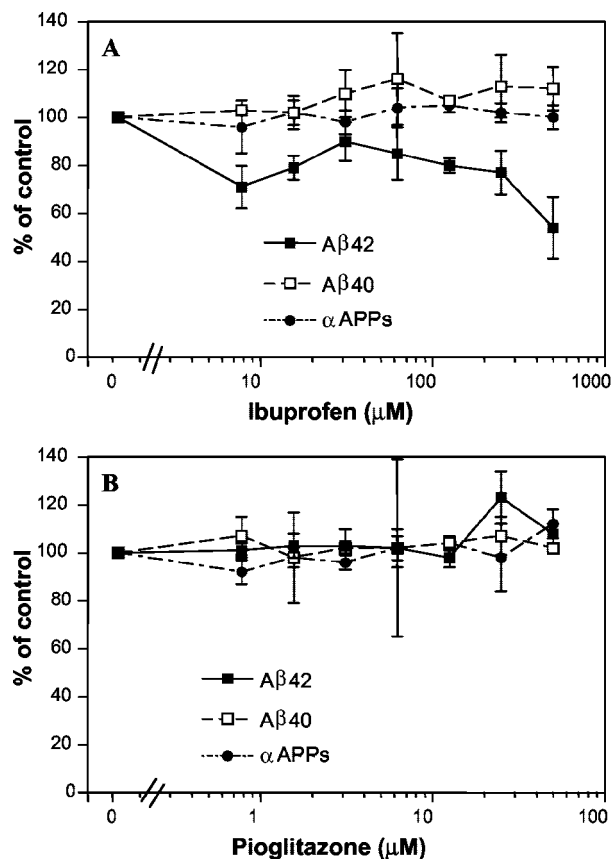 A
140
120
100
80
60
40
20
0
% of control
Aβ42
Aβ40
αAPPs
0 10 100 1000
Ibuprofen (μM)
B
140
120
100
80
60
40
20
0
% of control
Aβ42
Aβ40
αAPPs
0 1 10 100
Pioglitazone (μM)